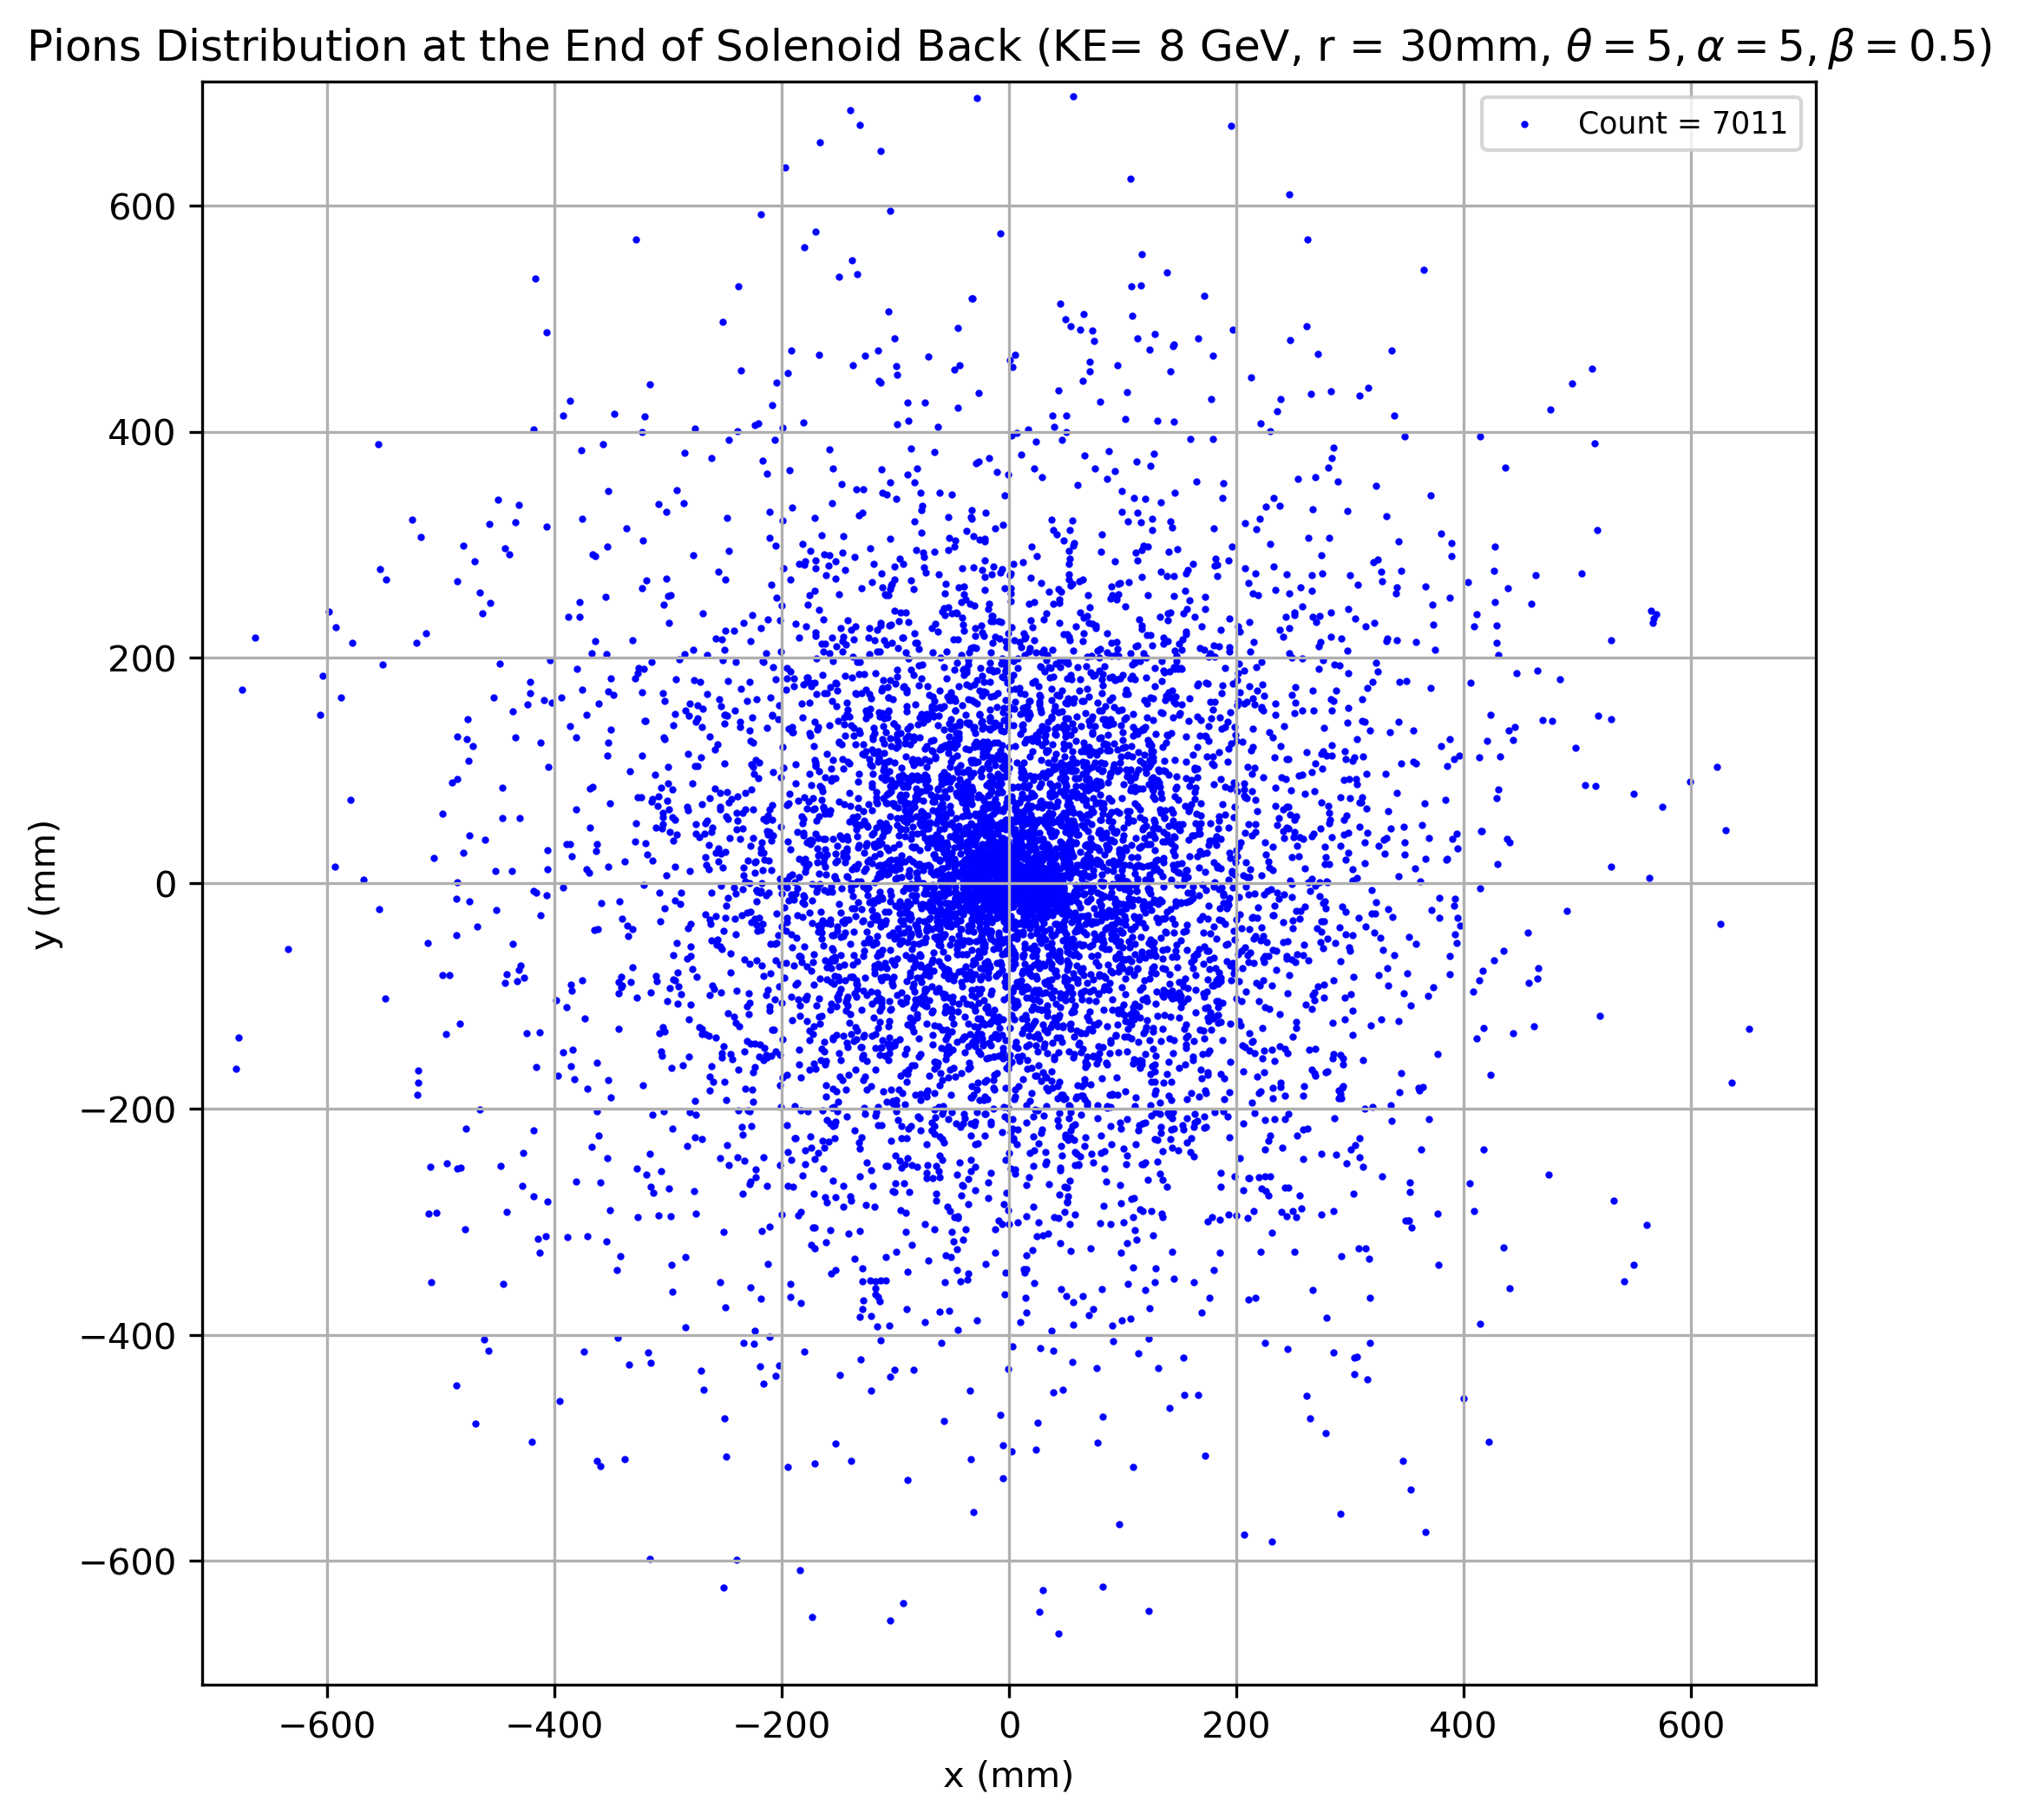 Pions Distribution at the End of Solenoid Back (KE= 8 GeV, r = 30mm, θ = 5, α = 5, β = 0.5)
Count = 7011
600
400
200
0
−200
−400
−600
y (mm)
−600 −400 −200 0 200 400 600
x (mm)